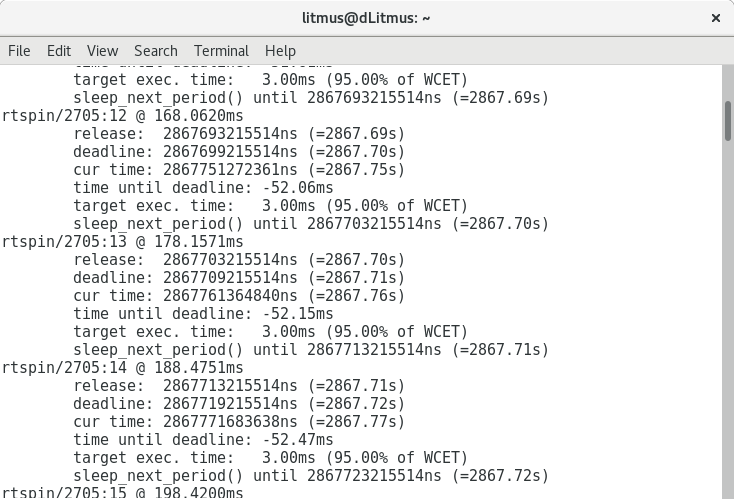 litmus@dLitmus: ~
File Edit View Search Terminal Help
target exec. time:   3.00ms (95.00% of WCET)
sleep_next_period() until 2867693215514ns (=2867.69s)
rtspin/2705:12 @ 168.0620ms
release:  2867693215514ns (=2867.69s)
deadline: 2867699215514ns (=2867.70s)
cur time: 2867751272361ns (=2867.75s)
time until deadline: -52.06ms
target exec. time:   3.00ms (95.00% of WCET)
sleep_next_period() until 2867703215514ns (=2867.70s)
rtspin/2705:13 @ 178.1571ms
release:  2867703215514ns (=2867.70s)
deadline: 2867709215514ns (=2867.71s)
cur time: 2867761364840ns (=2867.76s)
time until deadline: -52.15ms
target exec. time:   3.00ms (95.00% of WCET)
sleep_next_period() until 2867713215514ns (=2867.71s)
rtspin/2705:14 @ 188.4751ms
release:  2867713215514ns (=2867.71s)
deadline: 2867719215514ns (=2867.72s)
cur time: 2867771683638ns (=2867.77s)
time until deadline: -52.47ms
target exec. time:   3.00ms (95.00% of WCET)
sleep_next_period() until 2867723215514ns (=2867.72s)
rtspin/2705:15 @ 198.4200ms